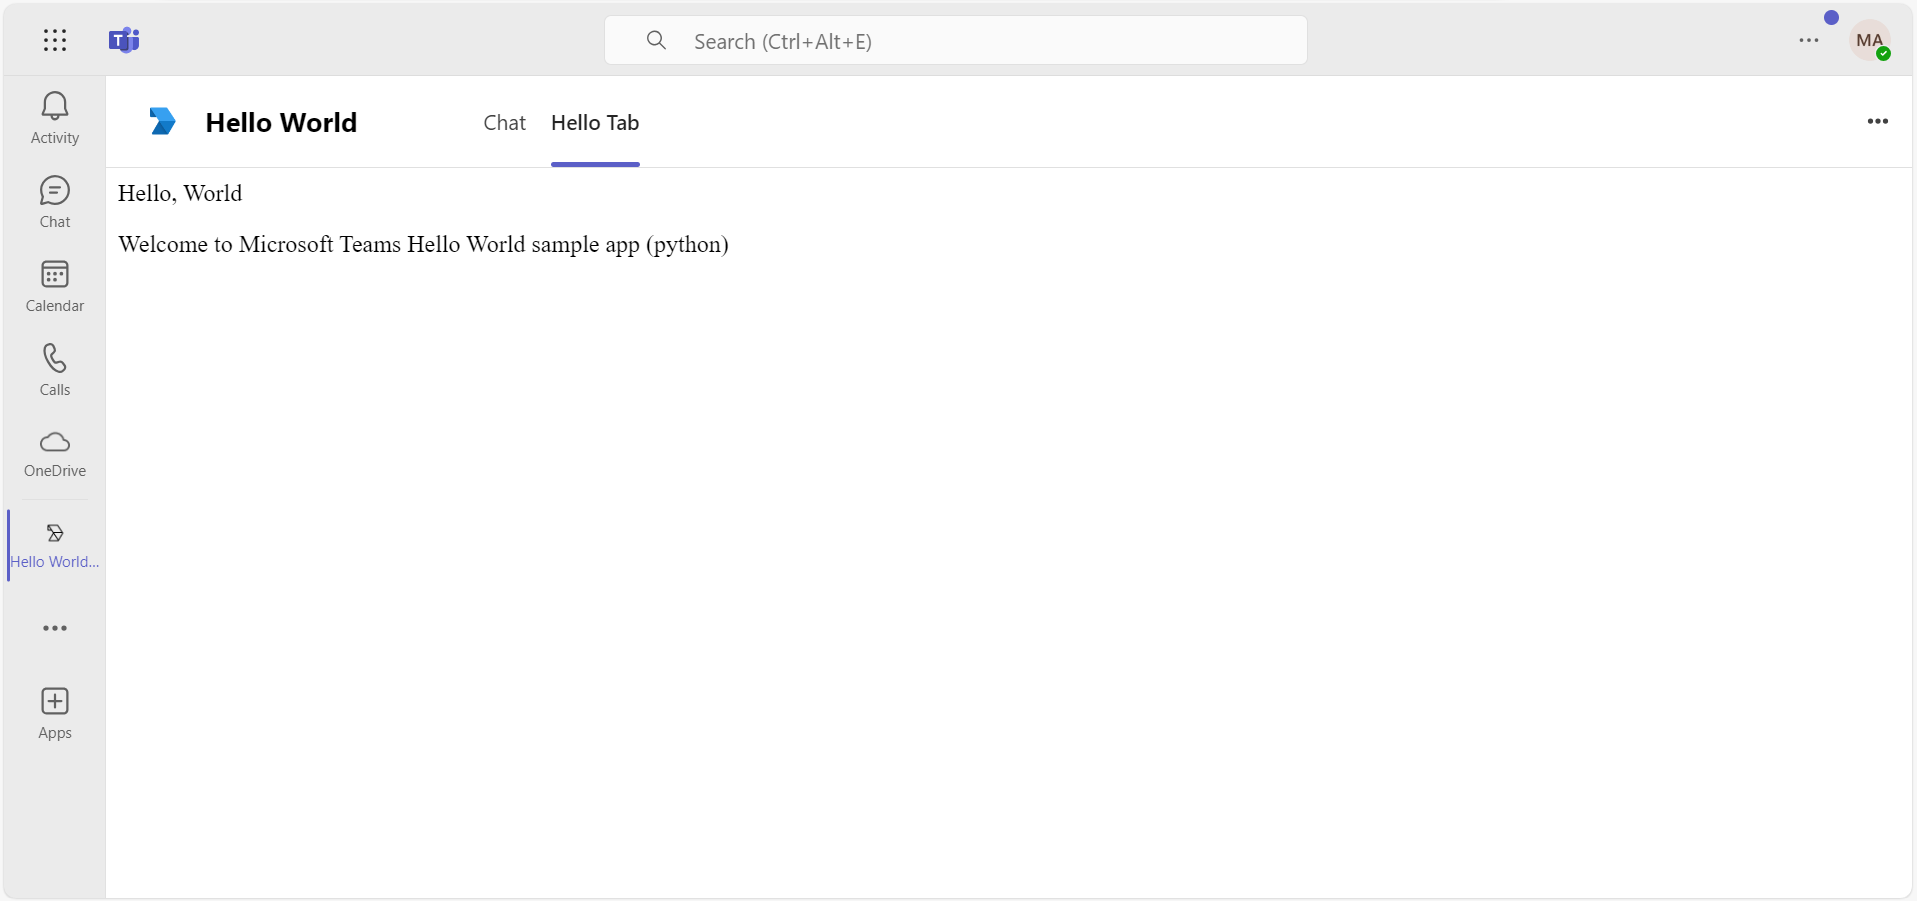 T
Search (Ctrl+Alt+E)
MA
Activity
Chat
Calendar
Calls
OneDrive
Hello World...
Apps
Hello World
Chat
Hello Tab
Hello, World
Welcome to Microsoft Teams Hello World sample app (python)